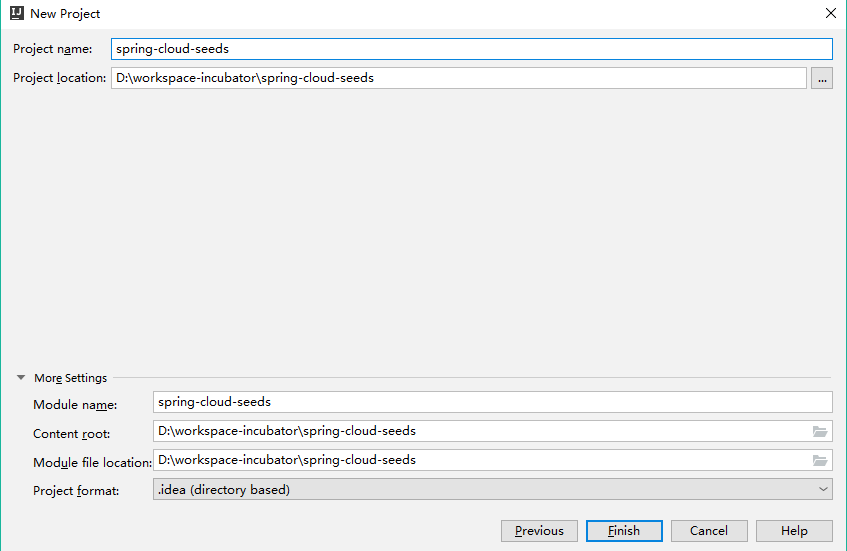 IJ New Project
Project name: spring-cloud-seeds
Project location: D:\workspace-incubator\spring-cloud-seeds ...
More Settings
Module name: spring-cloud-seeds
Content root: D:\workspace-incubator\spring-cloud-seeds
Module file location: D:\workspace-incubator\spring-cloud-seeds
Project format: .idea (directory based)
Previous Finish Cancel Help